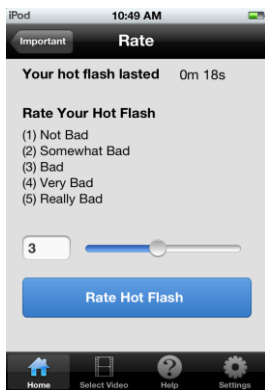 iPod 10:49 AM
Important Rate
Your hot flash lasted 0m 18s
Rate Your Hot Flash
(1) Not Bad
(2) Somewhat Bad
(3) Bad
(4) Very Bad
(5) Really Bad
3
Rate Hot Flash
Home Select Video Help Settings